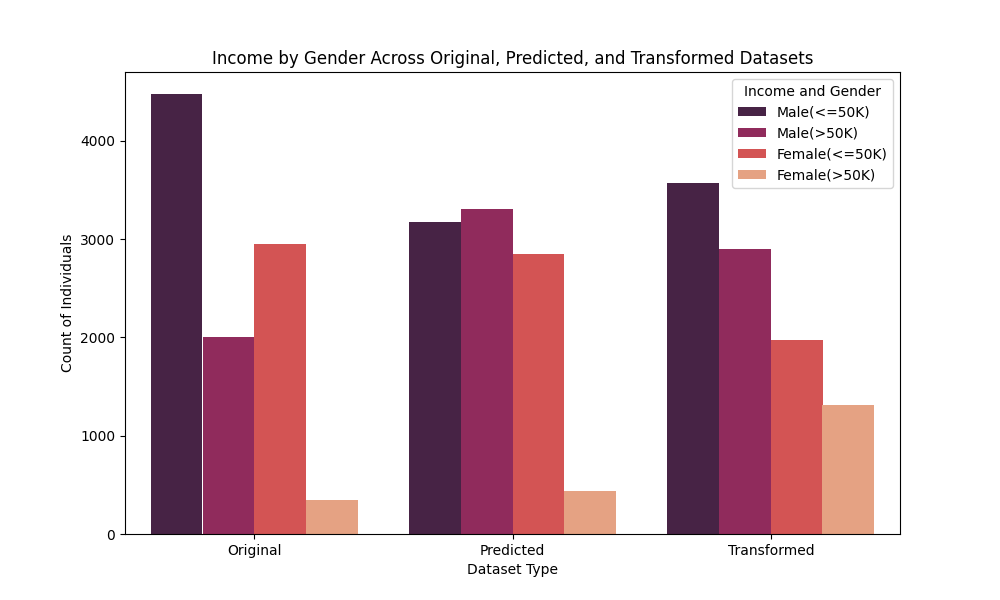 Income by Gender Across Original, Predicted, and Transformed Datasets
Income and Gender
Male(<=50K)
Male(>50K)
Female(<=50K)
Female(>50K)
4000
3000
2000
1000
0
Count of Individuals
Original
Predicted
Transformed
Dataset Type